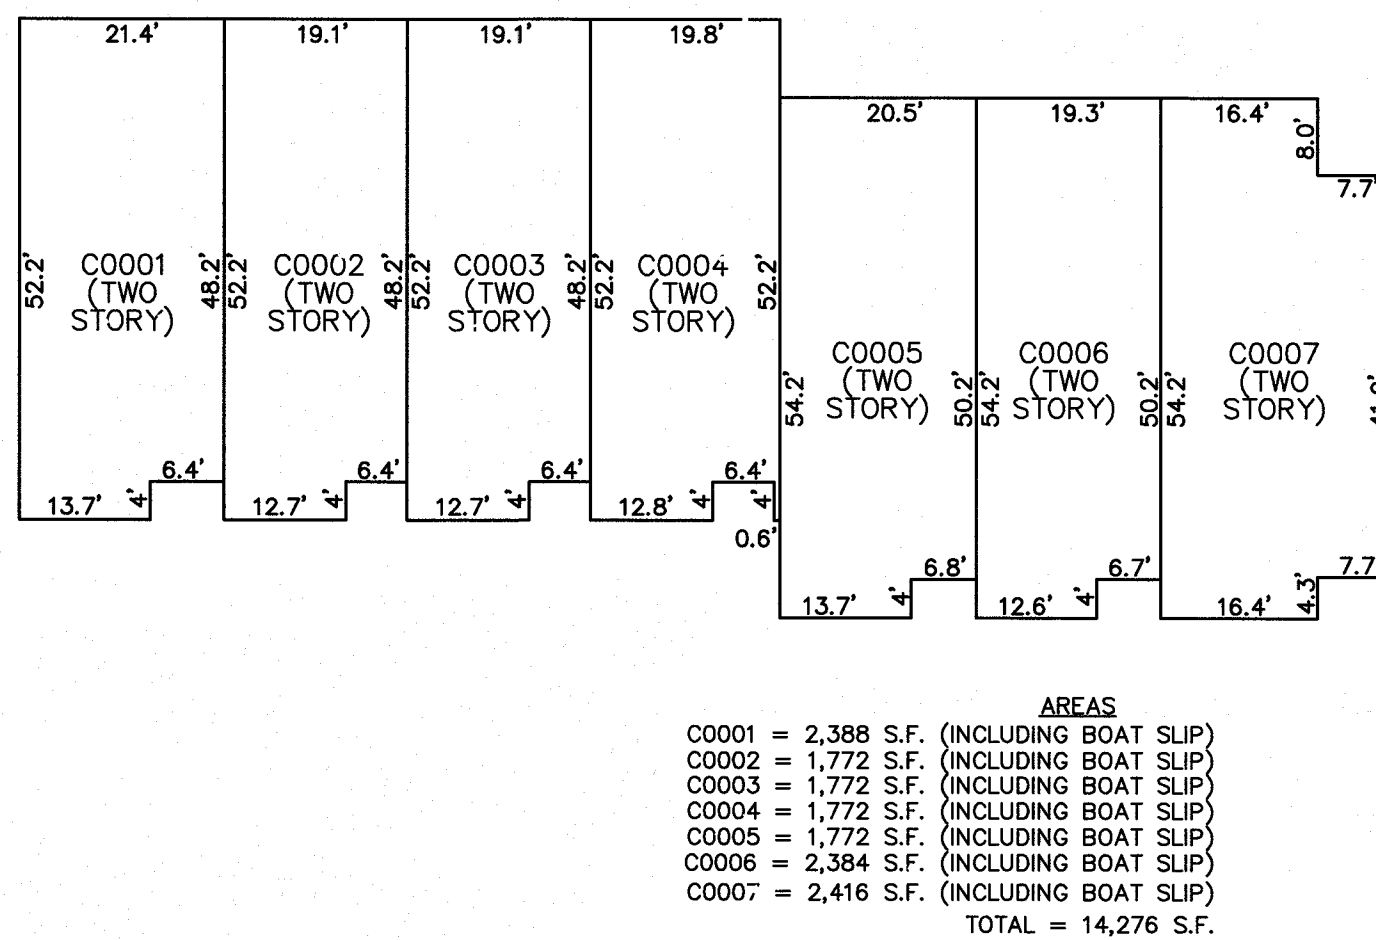 21.4' 19.1' 19.1' 19.8'
20.5' 19.3' 16.4'
8.0'
7.7'
52.2' 48.2' 52.2' 48.2' 52.2' 48.2' 52.2' 52.2'
C0001 C0002 C0003 C0004
(TWO (TWO (TWO (TWO
STORY) STORY) STORY) STORY)
54.2' 50.2' 54.2' 50.2' 54.2'
C0005 C0006 C0007
(TWO (TWO (TWO
STORY) STORY) STORY)
6.4' 6.4' 6.4' 6.4'
13.7' 4' 12.7' 4' 12.7' 4' 12.8' 4' 4'
0.6'
6.8' 6.7' 7.7
13.7' 4' 12.6' 4' 16.4' 4.3'
AREAS
C0001 = 2,388 S.F. (INCLUDING BOAT SLIP)
C0002 = 1,772 S.F. (INCLUDING BOAT SLIP)
C0003 = 1,772 S.F. (INCLUDING BOAT SLIP)
C0004 = 1,772 S.F. (INCLUDING BOAT SLIP)
C0005 = 1,772 S.F. (INCLUDING BOAT SLIP)
C0006 = 2,384 S.F. (INCLUDING BOAT SLIP)
C0007 = 2,416 S.F. (INCLUDING BOAT SLIP)
TOTAL = 14,276 S.F.